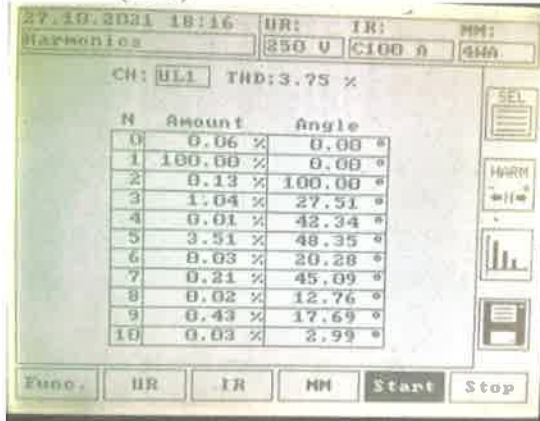 27.10.2021 18:16 UR: IR: MM:
Harmonics 250 V C100 A 4WA
CH: UL1 THD:3.75 %
SEL
N Amount Angle
0 0.06 % 0.00 °
1 100.00 % 0.00 °
2 0.13 % 100.00 °
3 1.04 % 27.51 °
4 0.01 % 42.34 °
5 3.51 % 48.35 °
6 0.03 % 20.28 °
7 0.21 % 45.09 °
8 0.02 % 12.76 °
9 0.43 % 17.69 °
10 0.03 % 2.99 °
HARM
H
Func. UR IR MM Start Stop